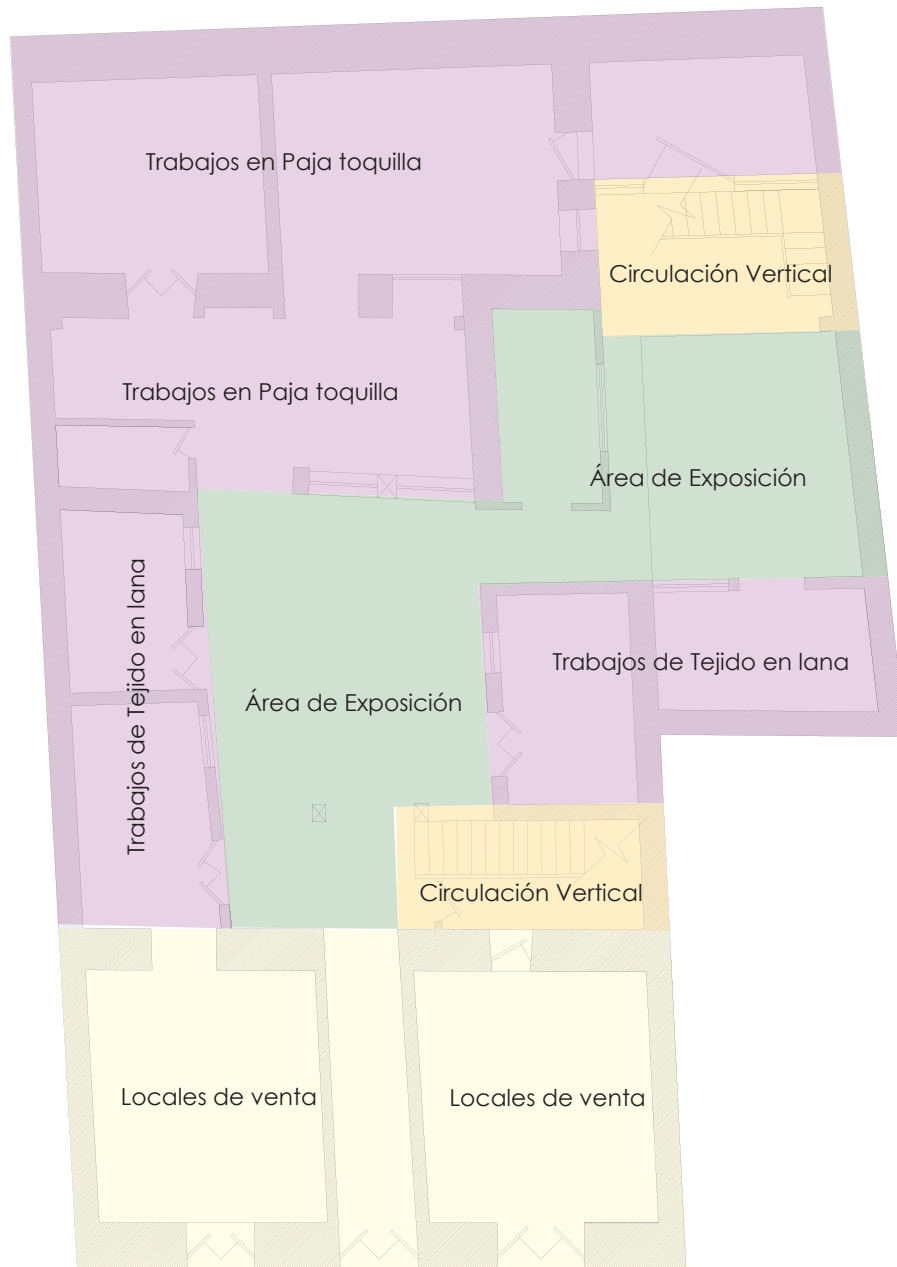 Trabajos en Paja toquilla
Circulación Vertical
Trabajos en Paja toquilla
Área de Exposición
Trabajos de Tejido en lana
Trabajos de Tejido en lana
Área de Exposición
Circulación Vertical
Locales de venta
Locales de venta